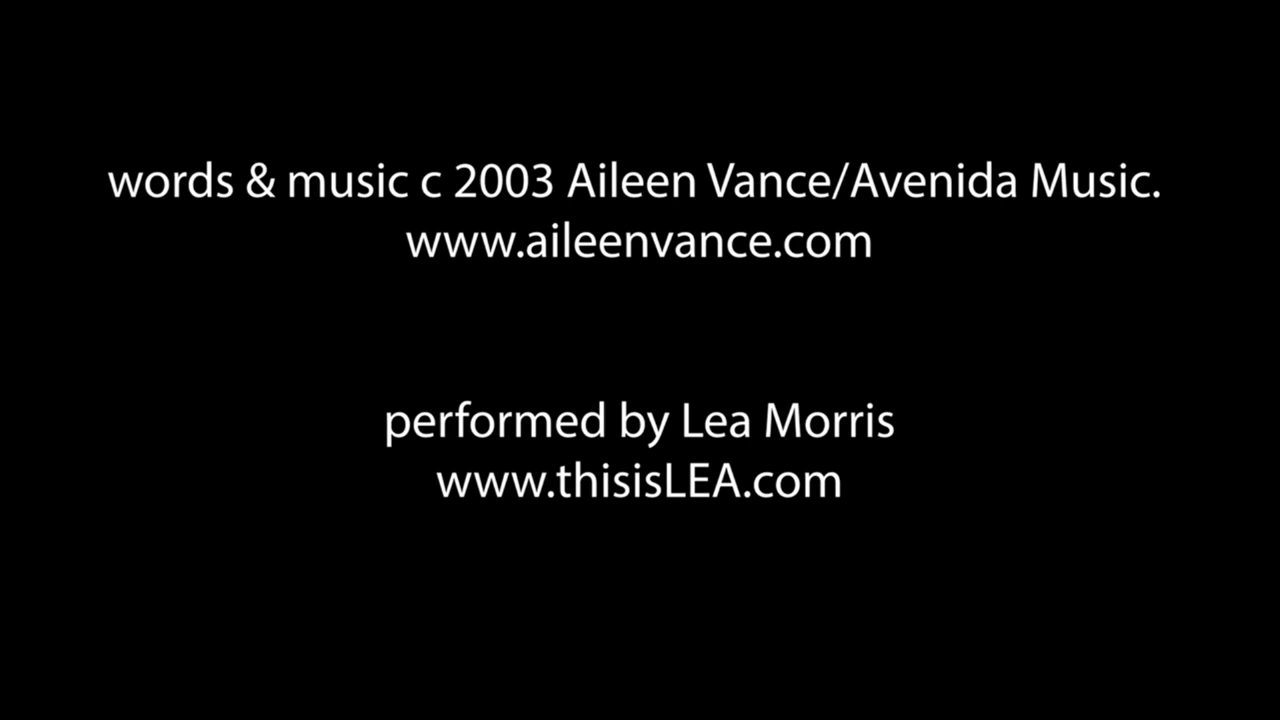 words & music c 2003 Aileen Vance/Avenida Music.
www.aileenvance.com
performed by Lea Morris
www.thisisLEA.com